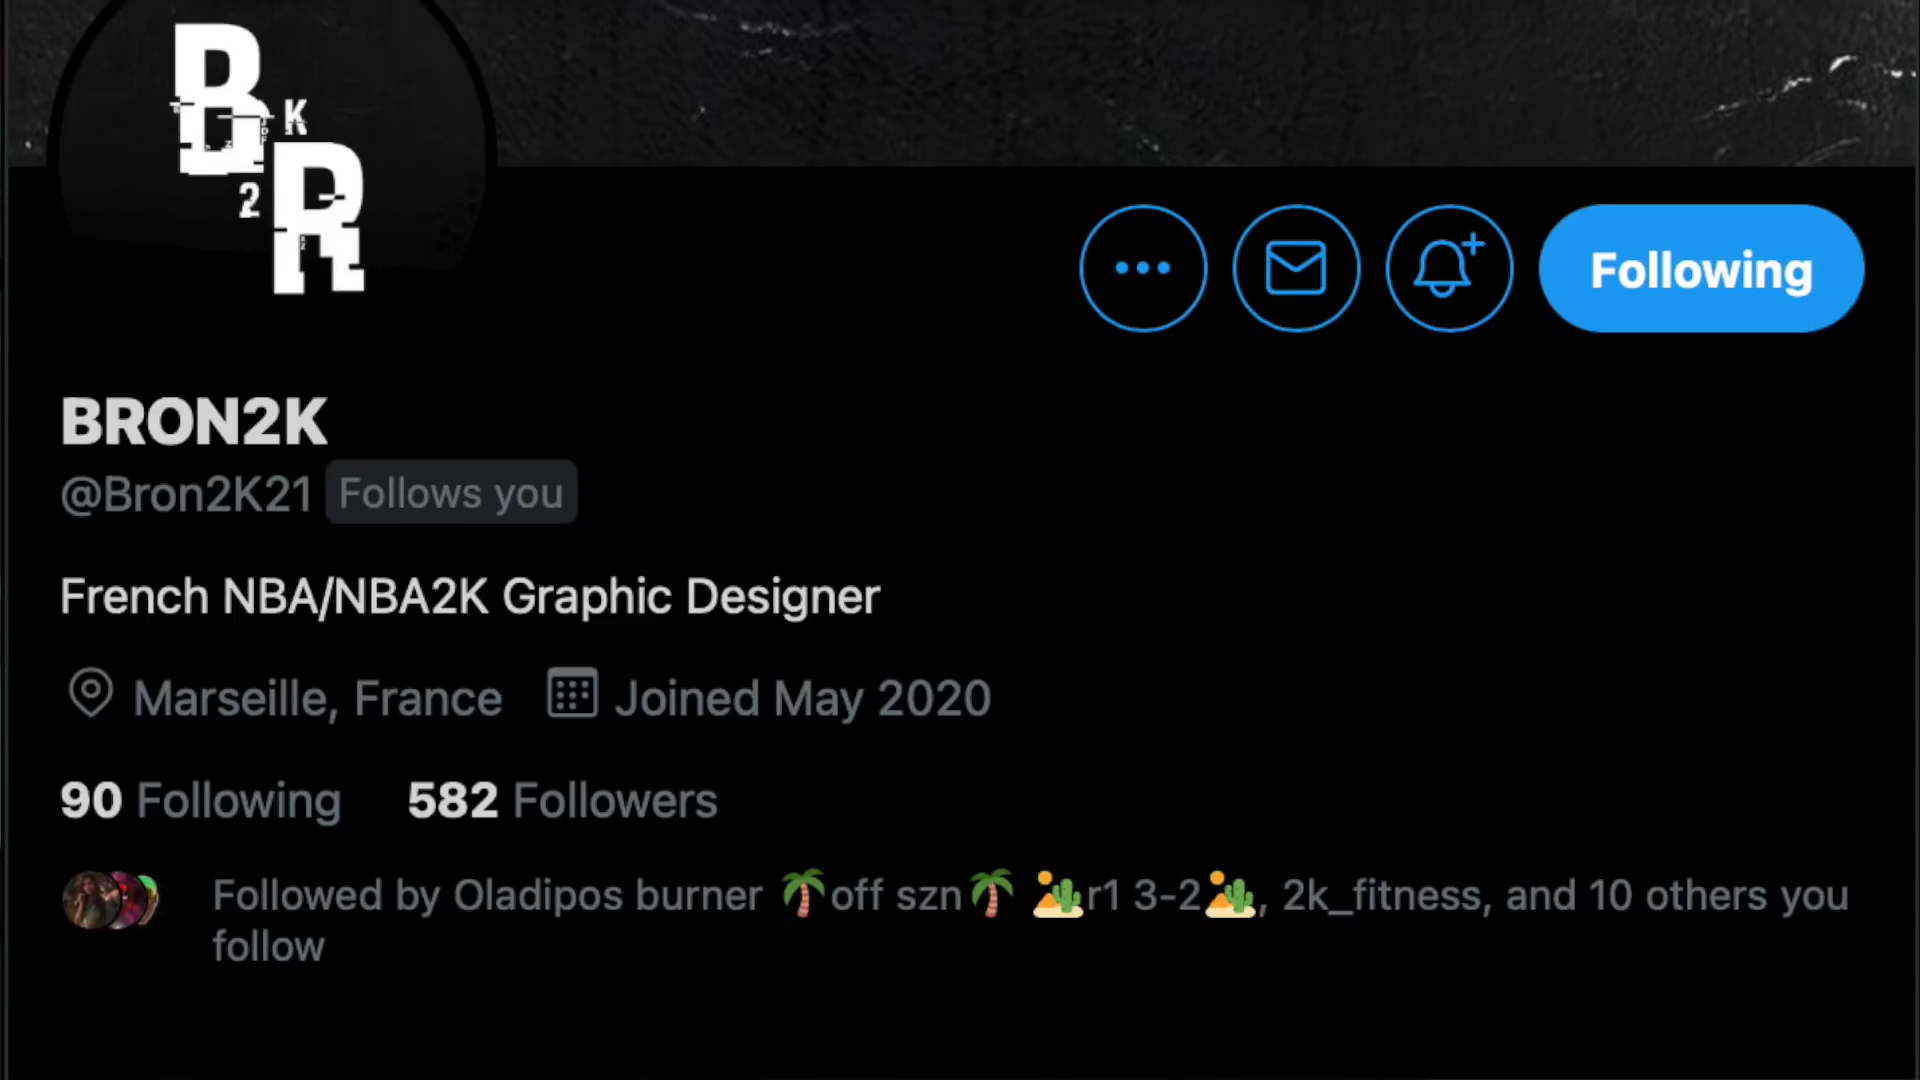 B
K
2
R
Following
BRON2K
@Bron2K21 Follows you
French NBA/NBA2K Graphic Designer
Marseille, France Joined May 2020
90 Following 582 Followers
Followed by Oladipos burner 🌴off szn🌴 🏜️r1 3-2🏜️, 2k_fitness, and 10 others you
follow